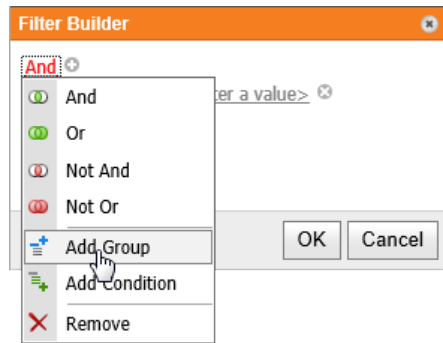 Filter Builder
And
And ter a value>
Or
Not And
Not Or
Add Group OK Cancel
Add Condition
Remove